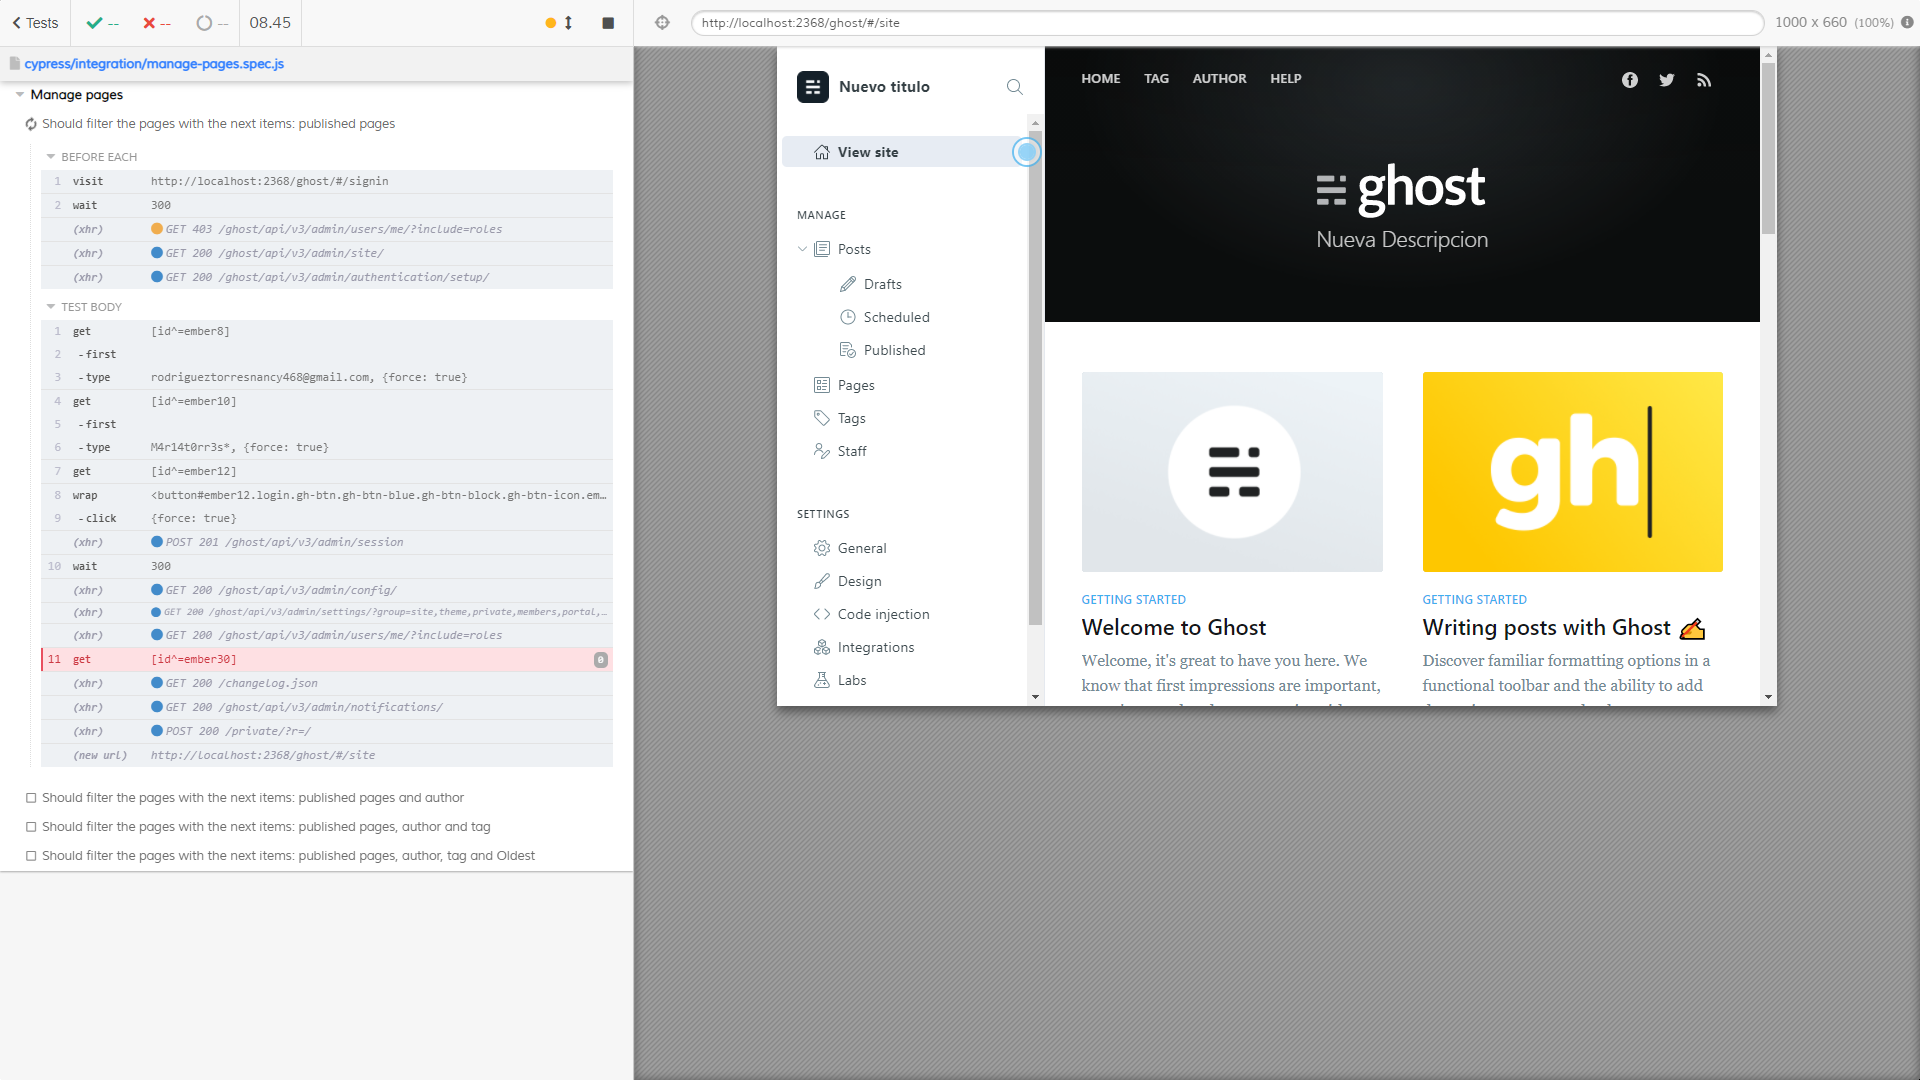 Tests
--
--
--
08.45
cypress/integration/manage-pages.spec.js
Manage pages
Should filter the pages with the next items: published pages
BEFORE EACH
1 visit http://localhost:2368/ghost/#/signin
2 wait 300
(xhr) GET 403 /ghost/api/v3/admin/users/me/?include=roles
(xhr) GET 200 /ghost/api/v3/admin/site/
(xhr) GET 200 /ghost/api/v3/admin/authentication/setup/
TEST BODY
1 get [id^=ember8]
2 -first
3 -type rodrigueztorresnancy468@gmail.com, {force: true}
4 get [id^=ember10]
5 -first
6 -type M4r14t0rr3s*, {force: true}
7 get [id^=ember12]
8 wrap <button#ember12.login.gh-btn.gh-btn-blue.gh-btn-block.gh-btn-icon.em…
9 -click {force: true}
(xhr) POST 201 /ghost/api/v3/admin/session
10 wait 300
(xhr) GET 200 /ghost/api/v3/admin/config/
(xhr) GET 200 /ghost/api/v3/admin/settings/?group=site,theme,private,members,portal,…
(xhr) GET 200 /ghost/api/v3/admin/users/me/?include=roles
11 get [id^=ember30] 0
(xhr) GET 200 /changelog.json
(xhr) GET 200 /ghost/api/v3/admin/notifications/
(xhr) POST 200 /private/?r=/
(new url) http://localhost:2368/ghost/#/site
Should filter the pages with the next items: published pages and author
Should filter the pages with the next items: published pages, author and tag
Should filter the pages with the next items: published pages, author, tag and Oldest
http://localhost:2368/ghost/#/site
1000 x 660 (100%)
Nuevo titulo
View site
MANAGE
Posts
Drafts
Scheduled
Published
Pages
Tags
Staff
SETTINGS
General
Design
Code injection
Integrations
Labs
HOME TAG AUTHOR HELP
ghost
Nueva Descripcion
gh
GETTING STARTED
Welcome to Ghost
Welcome, it's great to have you here. We
know that first impressions are important,
GETTING STARTED
Writing posts with Ghost ✍️
Discover familiar formatting options in a
functional toolbar and the ability to add